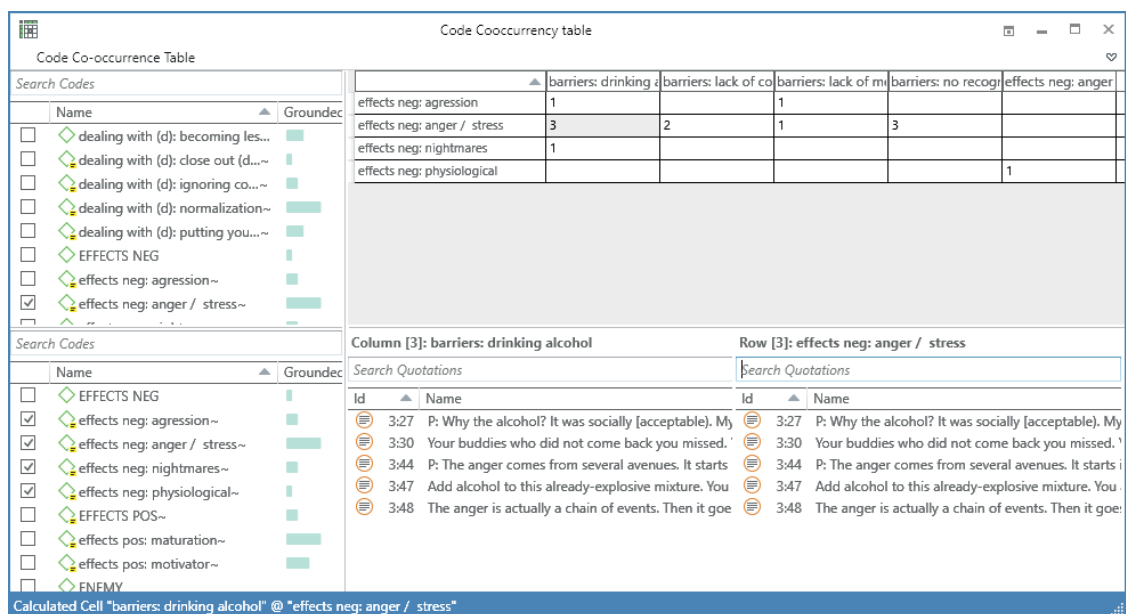 Code Cooccurrency table
Code Co-occurrence Table
Search Codes
Name Grounded
dealing with (d): becoming les...
dealing with (d): close out (d...~
dealing with (d): ignoring co...~
dealing with (d): normalization~
dealing with (d): putting you...~
EFFECTS NEG
effects neg: agression~
effects neg: anger / stress~
barriers: drinking a barriers: lack of co barriers: lack of me barriers: no recogn effects neg: anger
effects neg: agression 1 1
effects neg: anger / stress 3 2 1 3
effects neg: nightmares 1
effects neg: physiological 1
Search Codes
Name Grounded
EFFECTS NEG
effects neg: agression~
effects neg: anger / stress~
effects neg: nightmares~
effects neg: physiological~
EFFECTS POS~
effects pos: maturation~
effects pos: motivator~
ENEMY
Column [3]: barriers: drinking alcohol
Search Quotations
Id Name
3:27 P: Why the alcohol? It was socially [acceptable). My
3:30 Your buddies who did not come back you missed.
3:44 P: The anger comes from several avenues. It starts
3:47 Add alcohol to this already-explosive mixture. You
3:48 The anger is actually a chain of events. Then it goe
Row [3]: effects neg: anger / stress
Search Quotations
Id Name
3:27 P: Why the alcohol? It was socially [acceptable). My
3:30 Your buddies who did not come back you missed.
3:44 P: The anger comes from several avenues. It starts i
3:47 Add alcohol to this already-explosive mixture. You
3:48 The anger is actually a chain of events. Then it goe
Calculated Cell "barriers: drinking alcohol" @ "effects neg: anger / stress"